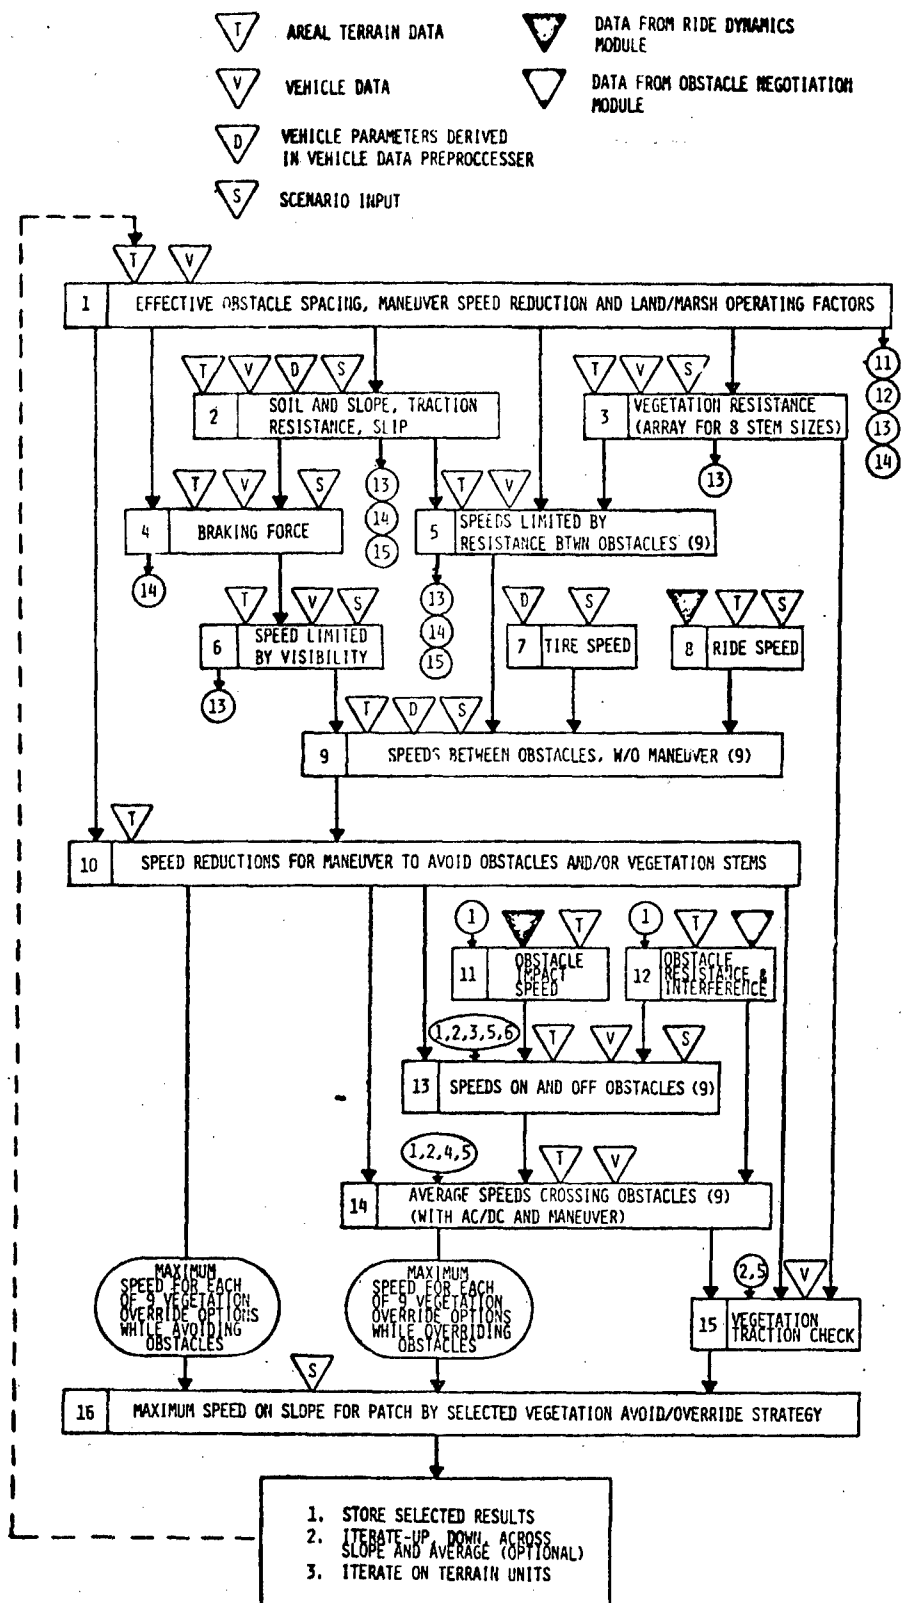 T AREAL TERRAIN DATA
V VEHICLE DATA
D VEHICLE PARAMETERS DERIVED
IN VEHICLE DATA PREPROCCESSER
S SCENARIO INPUT
DATA FROM RIDE DYNAMICS
MODULE
DATA FROM OBSTACLE NEGOTIATION
MODULE
T V
1 EFFECTIVE OBSTACLE SPACING, MANEUVER SPEED REDUCTION AND LAND/MARSH OPERATING FACTORS
11
12
13
14
T V D S
2 SOIL AND SLOPE, TRACTION
RESISTANCE, SLIP
13
14
15
T V S
3 VEGETATION RESISTANCE
(ARRAY FOR 8 STEM SIZES)
13
T V S
4 BRAKING FORCE
14
T V
5 SPEEDS LIMITED BY
RESISTANCE BTWN OBSTACLES (9)
13
14
15
T V S
6 SPEED LIMITED
BY VISIBILITY
13
D S
7 TIRE SPEED
T S
8 RIDE SPEED
T D S
9 SPEEDS BETWEEN OBSTACLES, W/O MANEUVER (9)
T
10 SPEED REDUCTIONS FOR MANEUVER TO AVOID OBSTACLES AND/OR VEGETATION STEMS
1 T
11 OBSTACLE
IMPACT
SPEED
1 T
12 OBSTACLE
RESISTANCE &
INTERFERENCE
1,2,3,5,6 T V S
13 SPEEDS ON AND OFF OBSTACLES (9)
1,2,4,5 T V
14 AVERAGE SPEEDS CROSSING OBSTACLES (9)
(WITH AC/DC AND MANEUVER)
MAXIMUM
SPEED FOR EACH
OF 9 VEGETATION
OVERRIDE OPTIONS
WHILE AVOIDING
OBSTACLES
MAXIMUM
SPEED FOR EACH
OF 9 VEGETATION
OVERRIDE OPTIONS
WHILE OVERRIDING
OBSTACLES
2,5 V
15 VEGETATION
TRACTION CHECK
S
16 MAXIMUM SPEED ON SLOPE FOR PATCH BY SELECTED VEGETATION AVOID/OVERRIDE STRATEGY
1. STORE SELECTED RESULTS
2. ITERATE-UP, DOWN, ACROSS
SLOPE AND AVERAGE (OPTIONAL)
3. ITERATE ON TERRAIN UNITS